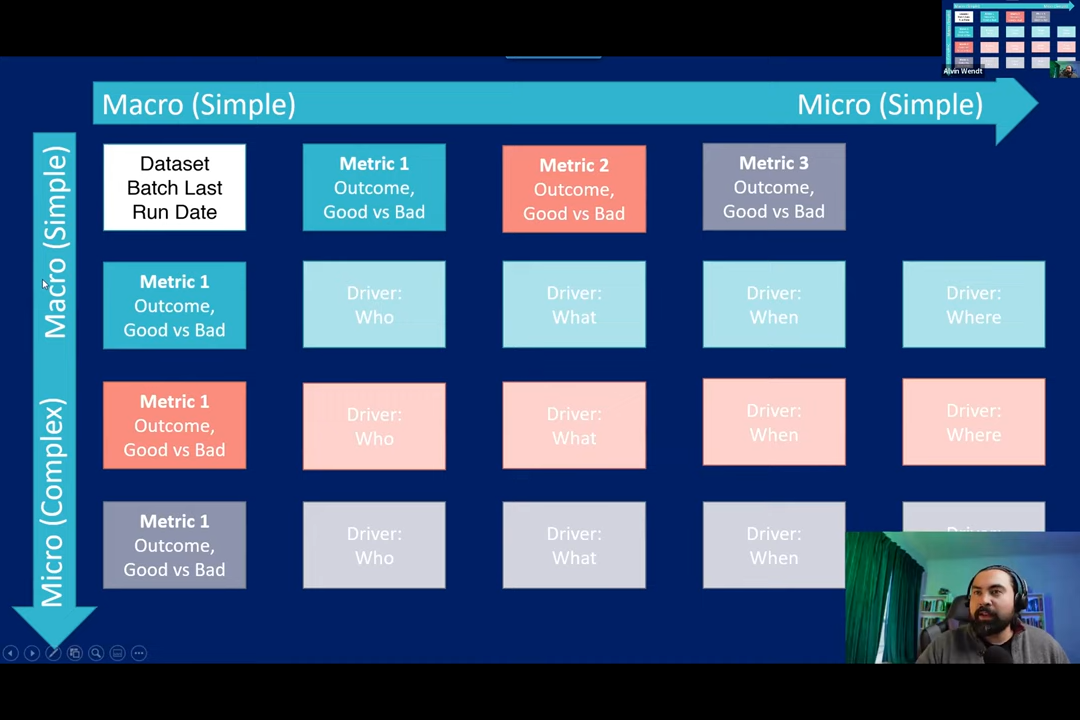 Alvin Wendt
Macro (Simple)
Micro (Simple)
Macro (Simple)
Micro (Complex)
Dataset
Batch Last
Run Date
Metric 1
Outcome,
Good vs Bad
Metric 2
Outcome,
Good vs Bad
Metric 3
Outcome,
Good vs Bad
Metric 1
Outcome,
Good vs Bad
Driver:
Who
Driver:
What
Driver:
When
Driver:
Where
Metric 1
Outcome,
Good vs Bad
Driver:
Who
Driver:
What
Driver:
When
Driver:
Where
Metric 1
Outcome,
Good vs Bad
Driver:
Who
Driver:
What
Driver:
When